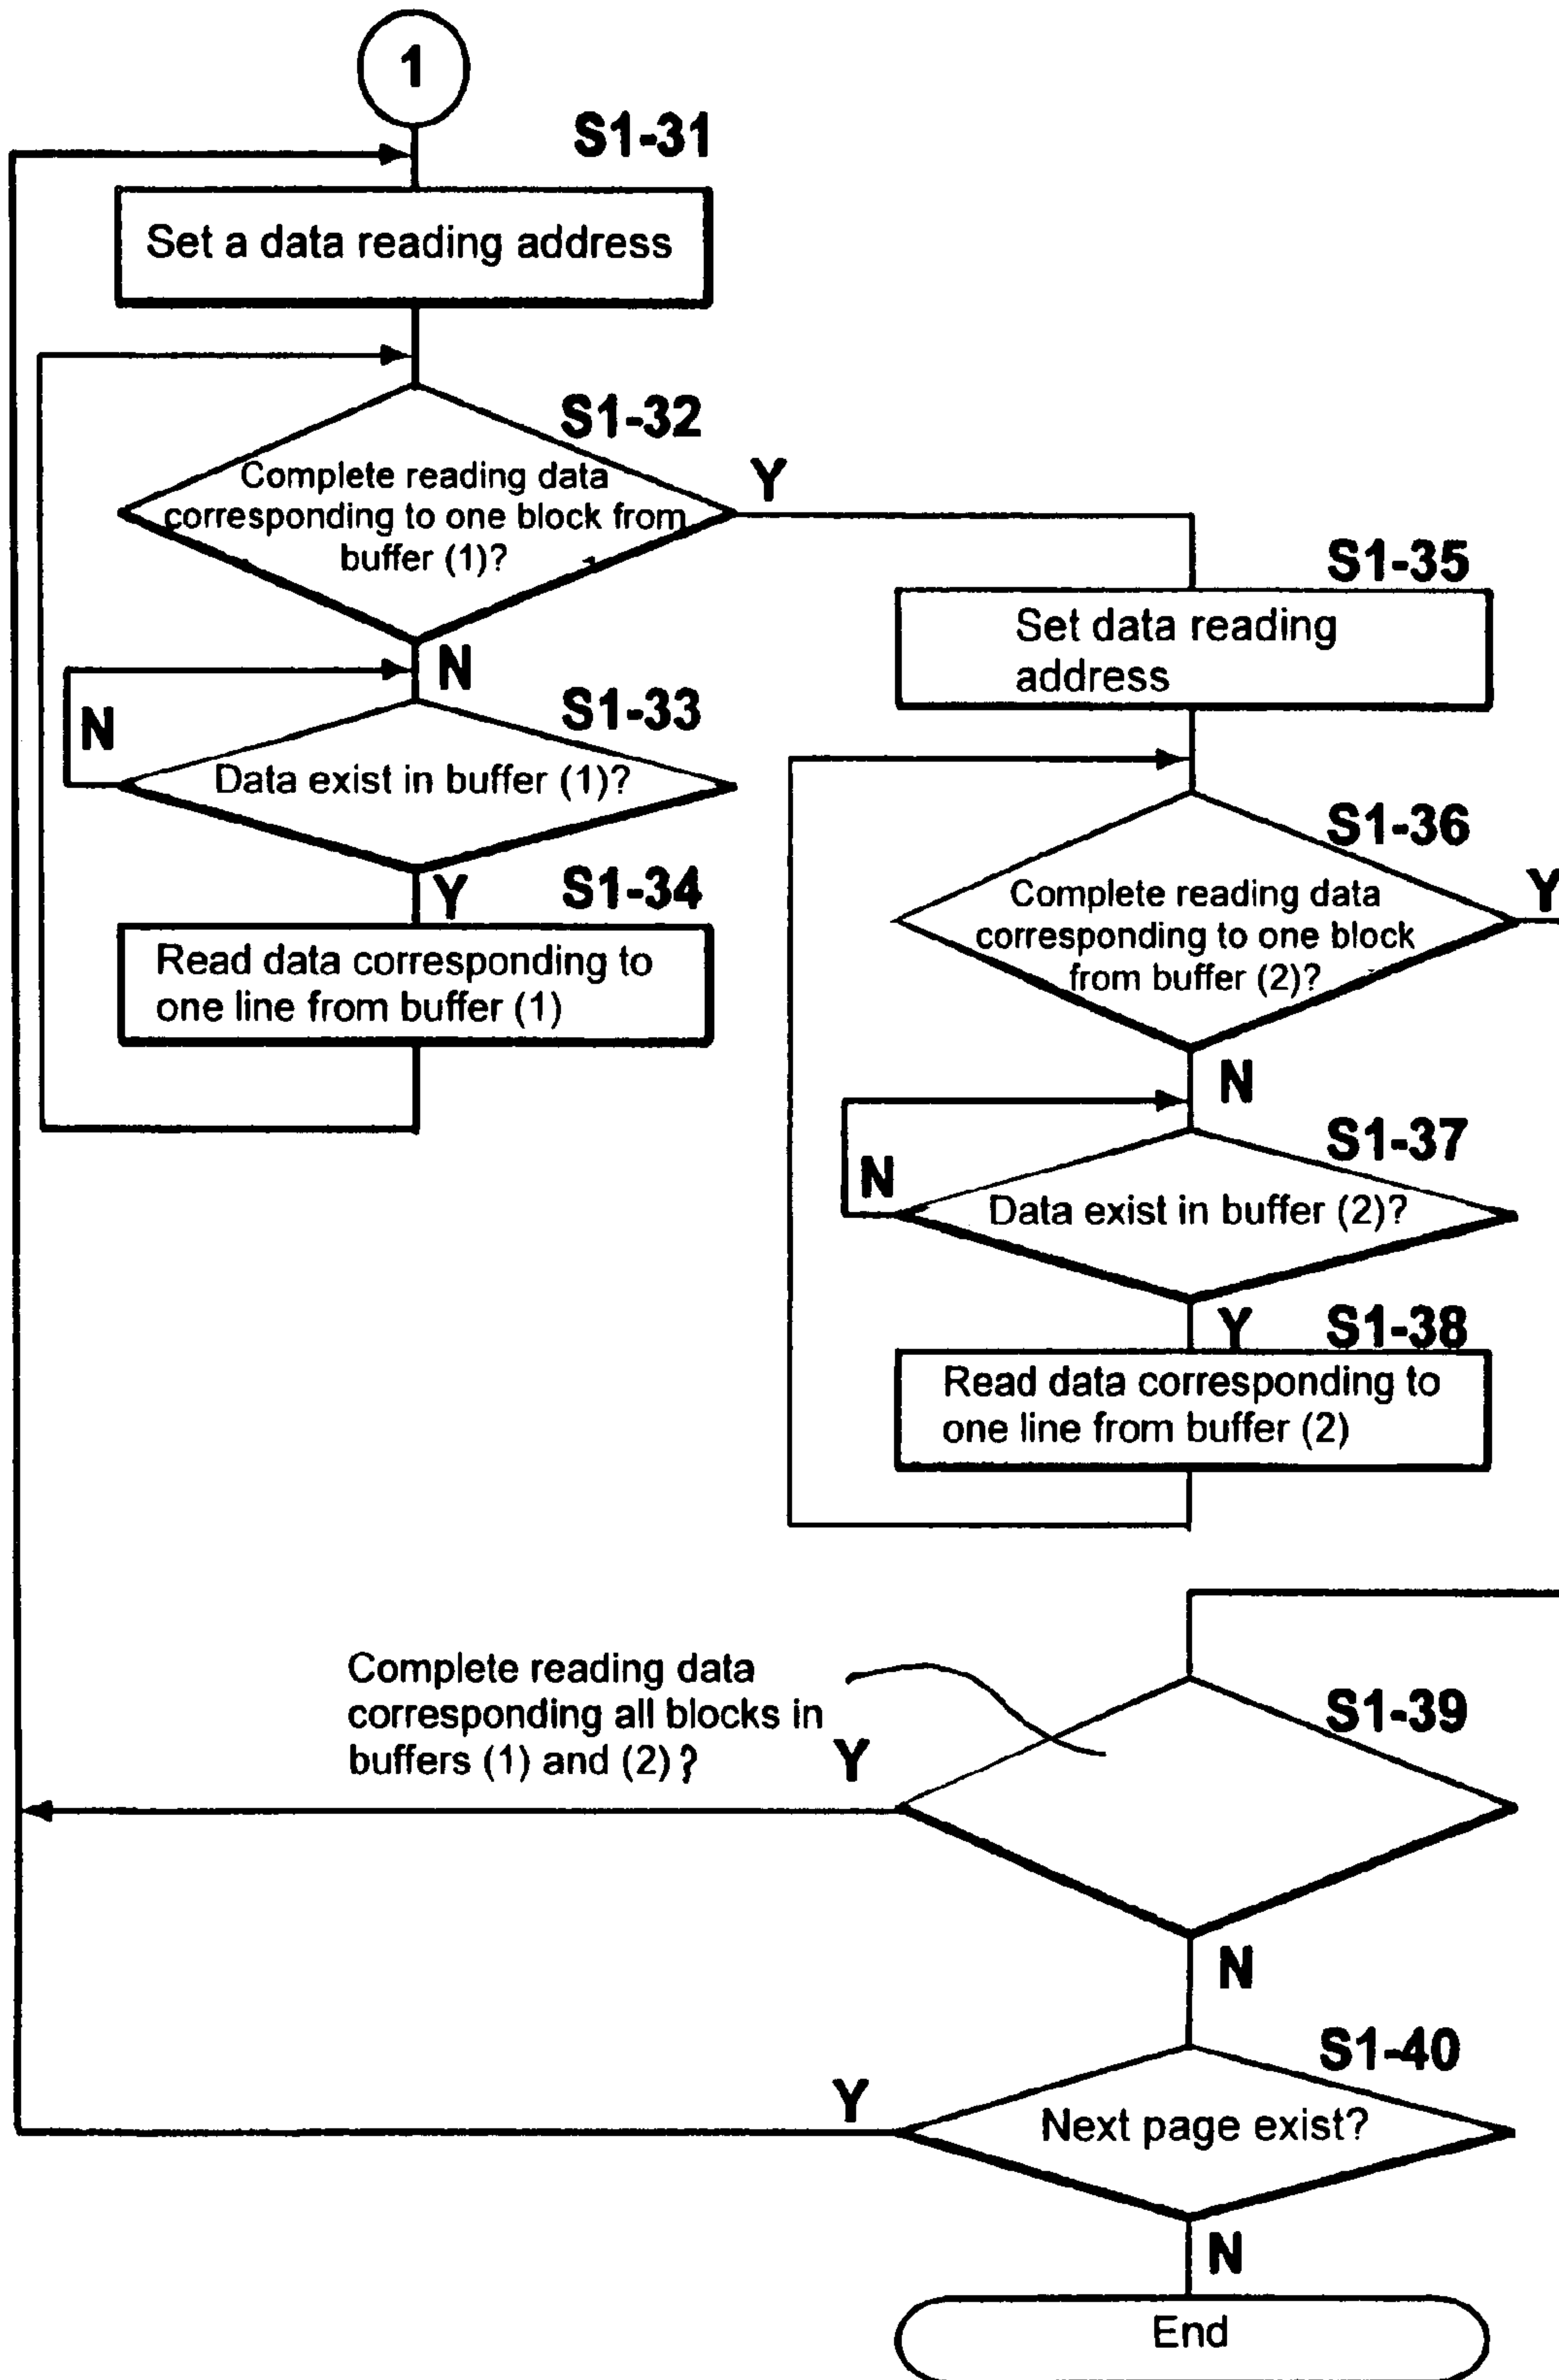 1
S1-31
Set a data reading address
S1-32
Complete reading data
corresponding to one block from
buffer (1)?
Y
N
S1-33
N
Data exist in buffer (1)?
Y
S1-34
Read data corresponding to
one line from buffer (1)
S1-35
Set data reading
address
S1-36
Complete reading data
corresponding to one block
from buffer (2)?
Y
N
S1-37
N
Data exist in buffer (2)?
Y
S1-38
Read data corresponding to
one line from buffer (2)
Complete reading data
corresponding all blocks in
buffers (1) and (2) ?
S1-39
Y
N
S1-40
Y
Next page exist?
N
End